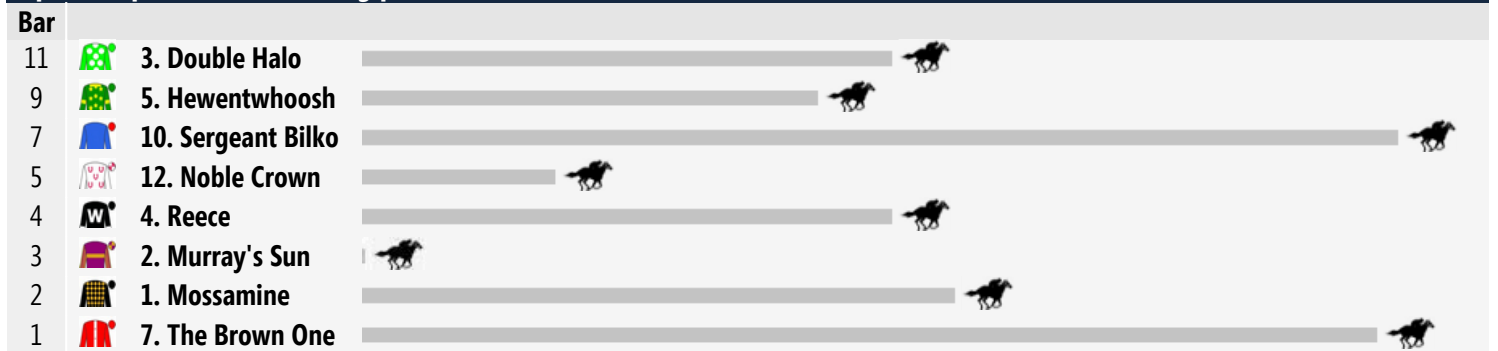 Bar
11 3. Double Halo
9 5. Hewentwhoosh
7 10. Sergeant Bilko
5 12. Noble Crown
4 W 4. Reece
3 2. Murray's Sun
2 1. Mossamine
1 7. The Brown One